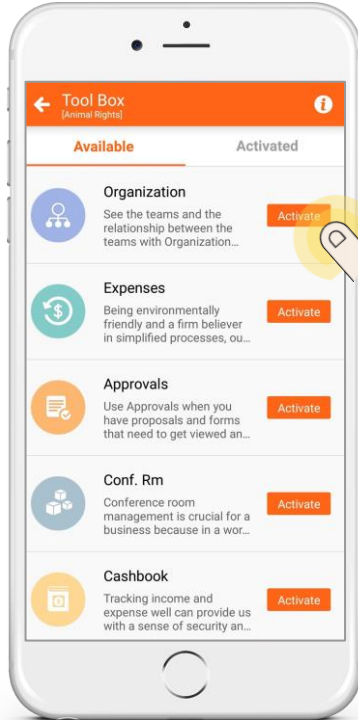 Tool Box
[Animal Rights]
Available
Activated
Organization
See the teams and the
relationship between the
teams with Organization...
Activate
Expenses
Being environmentally
friendly and a firm believer
in simplified processes, ou...
Activate
Approvals
Use Approvals when you
have proposals and forms
that need to get viewed an...
Activate
Conf. Rm
Conference room
management is crucial for a
business because in a wor...
Activate
Cashbook
Tracking income and
expense well can provide us
with a sense of security an...
Activate